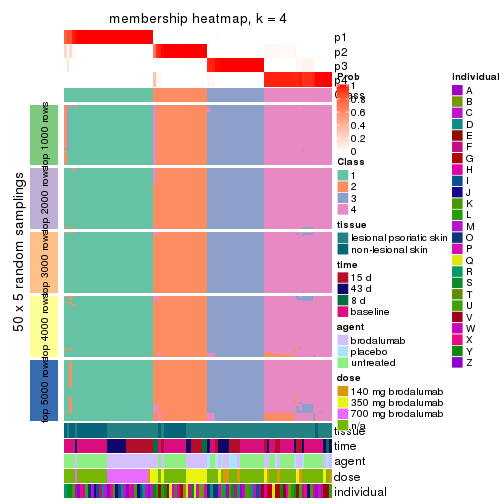 membership heatmap, k = 4
p1
p2
p3
p4
Class
50 x 5 random samplings
top 1000 rows
top 2000 rows
top 3000 rows
top 4000 rows
top 5000 rows
tissue
time
agent
dose
individual
Prob
1
0.8
0.6
0.4
0.2
0
Class
1
2
3
4
tissue
lesional psoriatic skin
non-lesional skin
time
15 d
43 d
8 d
baseline
agent
brodalumab
placebo
untreated
dose
140 mg brodalumab
350 mg brodalumab
700 mg brodalumab
n/a
individual
A
B
C
D
E
F
G
H
I
J
K
L
M
O
P
Q
R
S
T
U
V
W
X
Y
Z